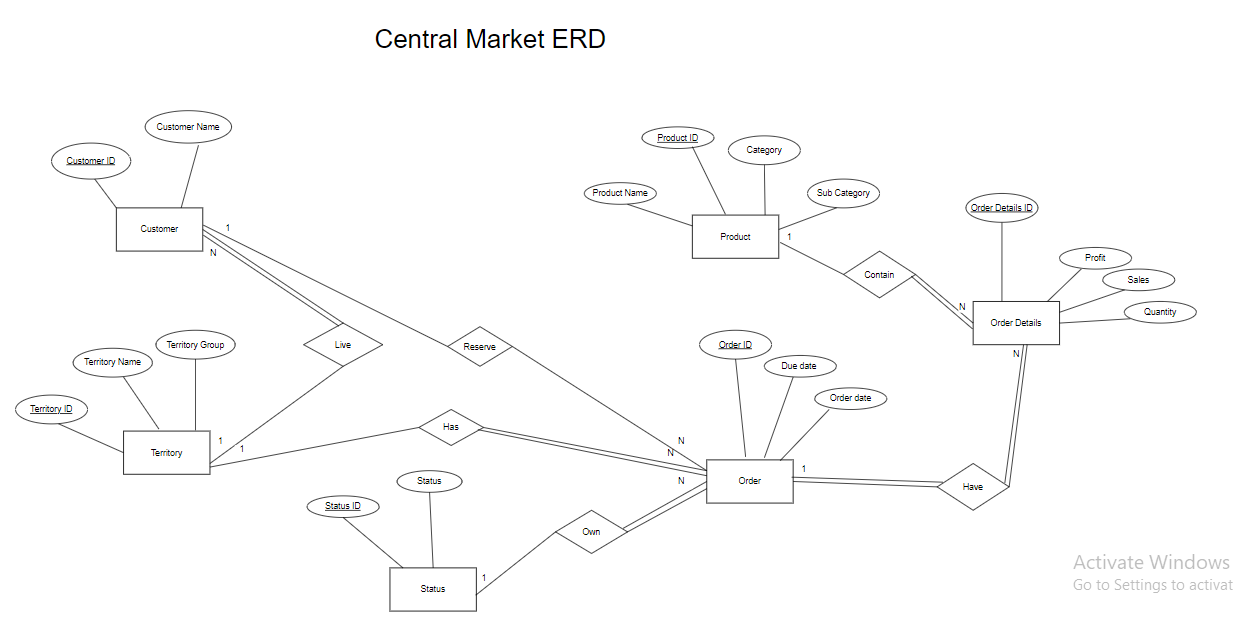 Central Market ERD
Customer Name
Customer ID
Customer
1
N
Product ID
Category
Product Name
Sub Category
Product
1
Order Details ID
Contain
Profit
Sales
Quantity
N
Order Details
N
Live
Reserve
Territory Group
Territory Name
Territory ID
Territory
1
1
Has
Order ID
Due date
Order date
N
N
N
Order
1
Have
Status
Status ID
Own
Status
1
Activate Windows
Go to Settings to activat